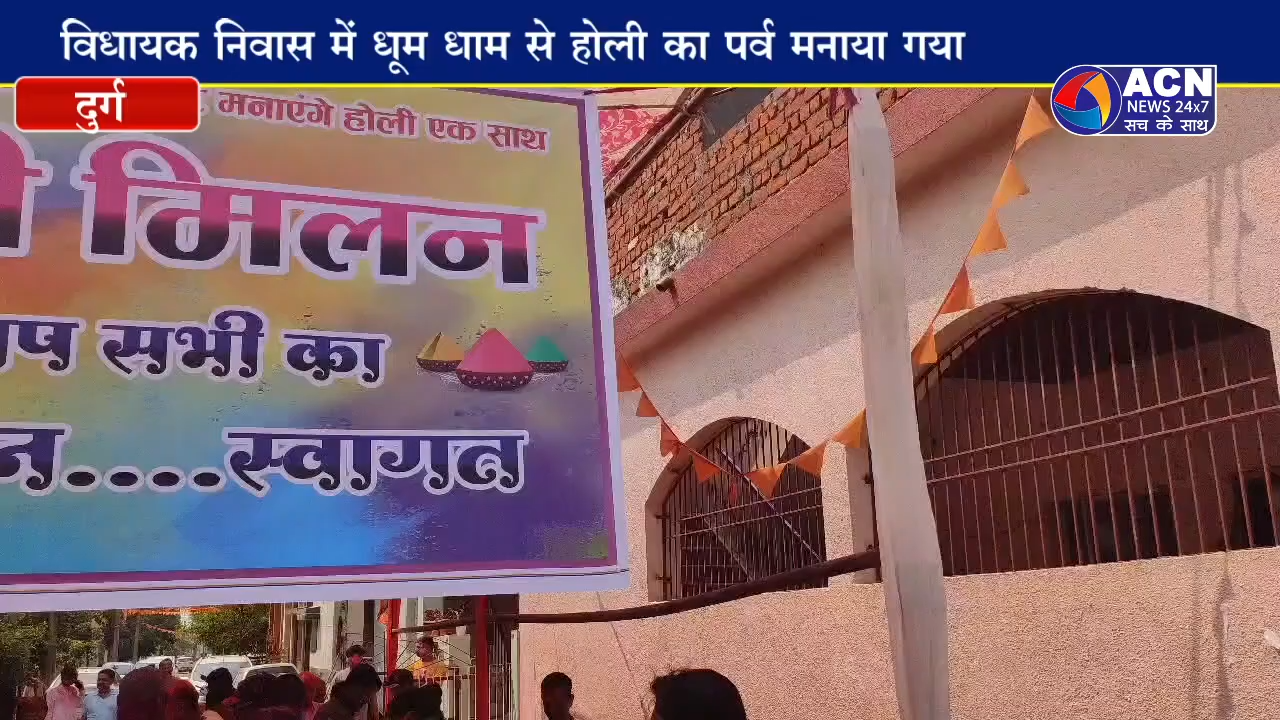 विधायक निवास में धूम धाम से होली का पर्व मनाया गया
दुर्ग
ACN
NEWS 24x7
सच के साथ
मनाएंगे होली एक साथ
मिलन
सभी का
....स्वागत